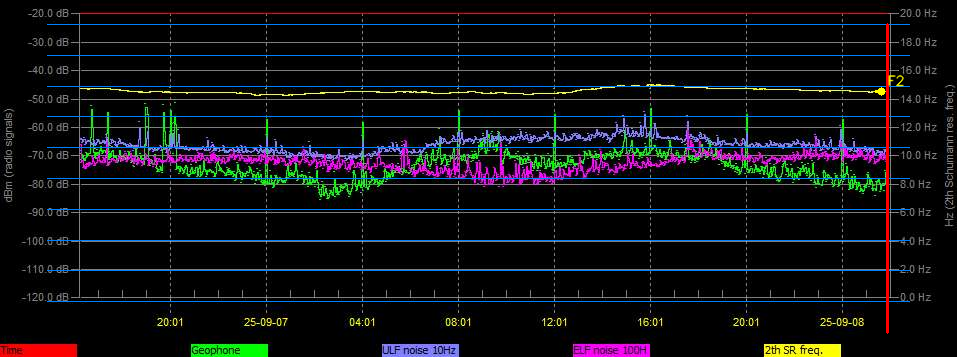 -20.0 dB
20.0 Hz
-30.0 dB
18.0 Hz
-40.0 dB
16.0 Hz
F2
-50.0 dB
14.0 Hz
-60.0 dB
12.0 Hz
-70.0 dB
10.0 Hz
-80.0 dB
8.0 Hz
-90.0 dB
6.0 Hz
-100.0 dB
4.0 Hz
-110.0 dB
2.0 Hz
-120.0 dB
0.0 Hz
dBm (radio signals)
Hz (2th Schumann res. freq.)
20:01 25-09-07 04:01 08:01 12:01 16:01 20:01 25-09-08
Time Geophone ULF noise 10Hz ELF noise 100H 2th SR freq.